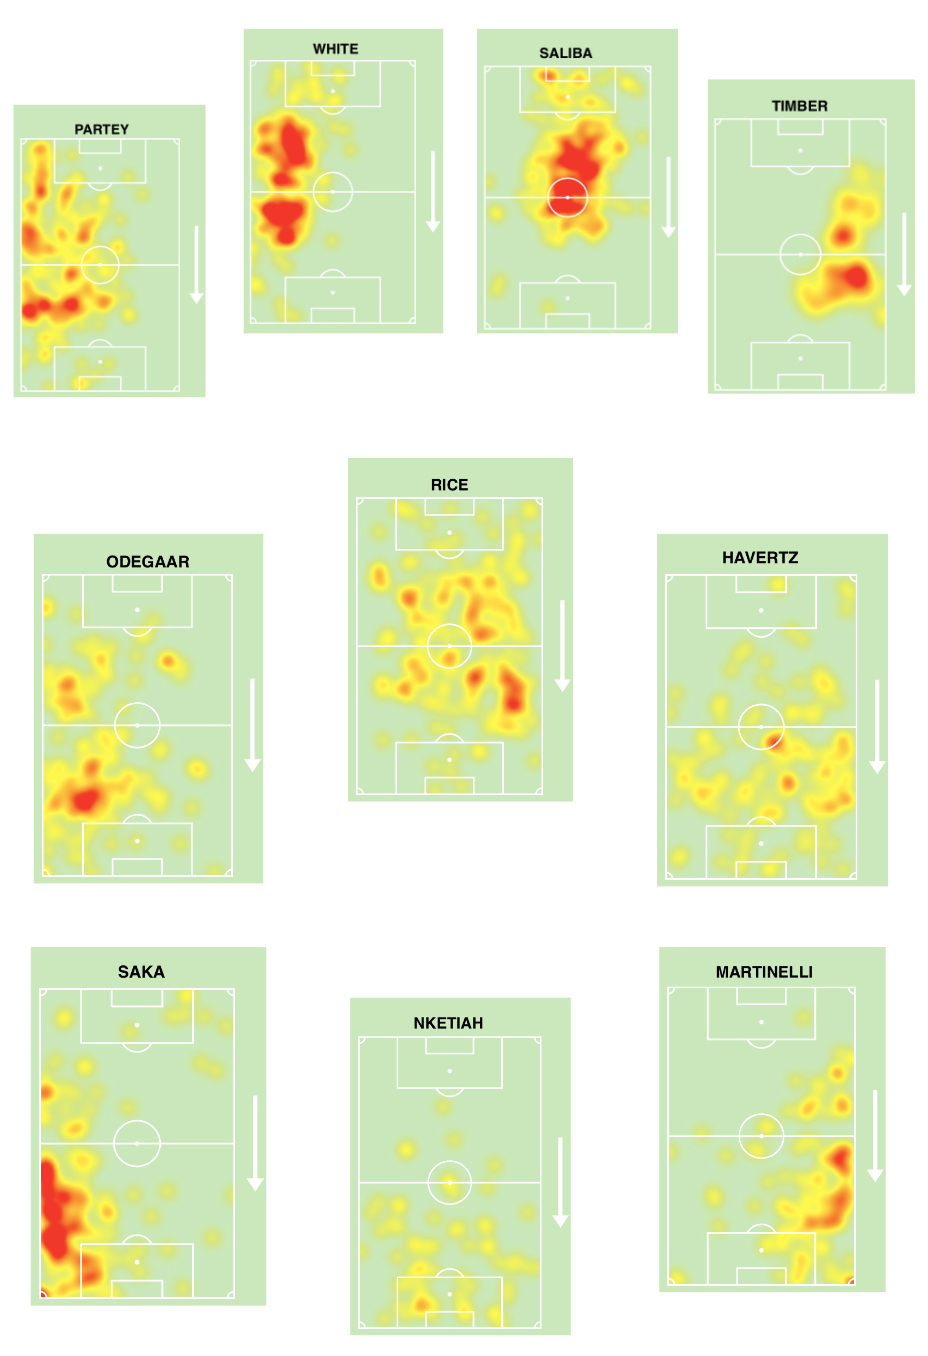 WHITE
SALIBA
TIMBER
PARTEY
RICE
ODEGAAR
HAVERTZ
SAKA
MARTINELLI
NKETIAH